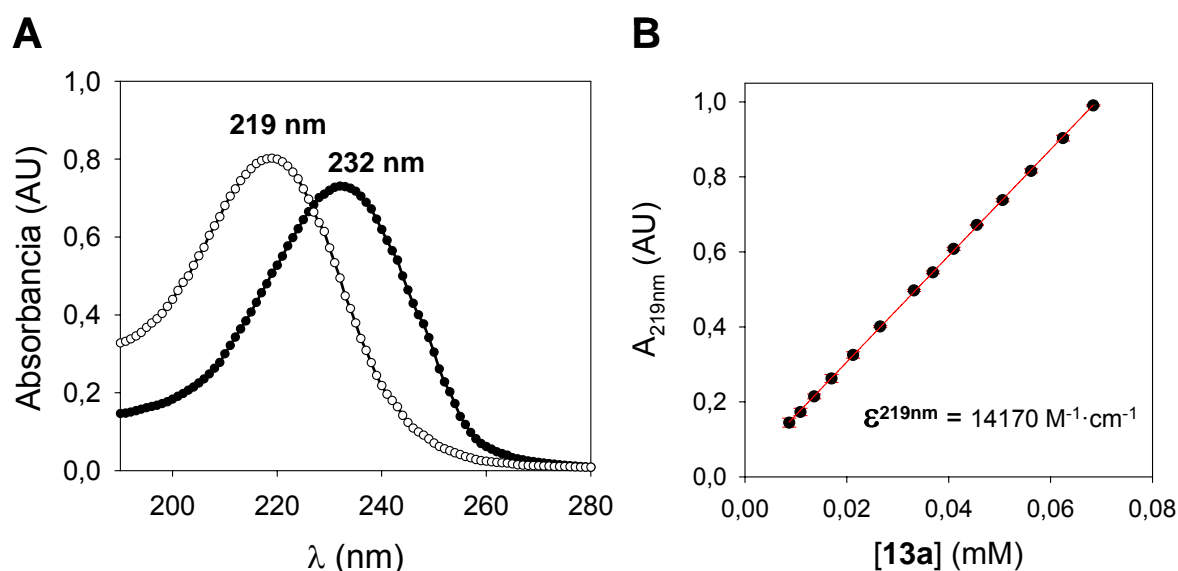 A
1,0
0,8
0,6
0,4
0,2
0,0
Absorbancia (AU)
219 nm
232 nm
200 220 240 260 280
λ (nm)
B
1,0
0,8
0,6
0,4
0,2
0,0
A219nm (AU)
ε219nm = 14170 M-1·cm-1
0,00 0,02 0,04 0,06 0,08
[13a] (mM)